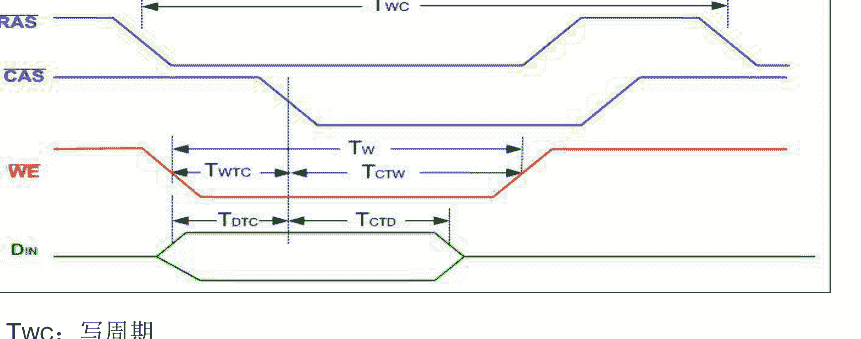 TWC
RAS
CAS
TW
WE
TWTC
TCTW
TDTC
TCTD
DIN
Twc：写周期